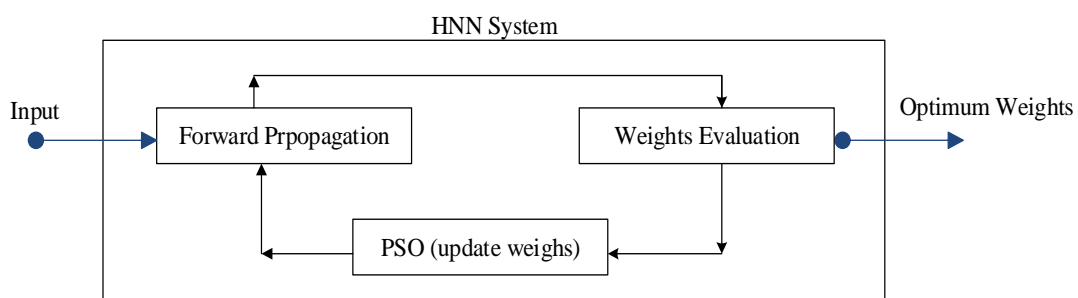 HNN System
Input
Forward Prpopagation
Weights Evaluation
Optimum Weights
PSO (update weighs)